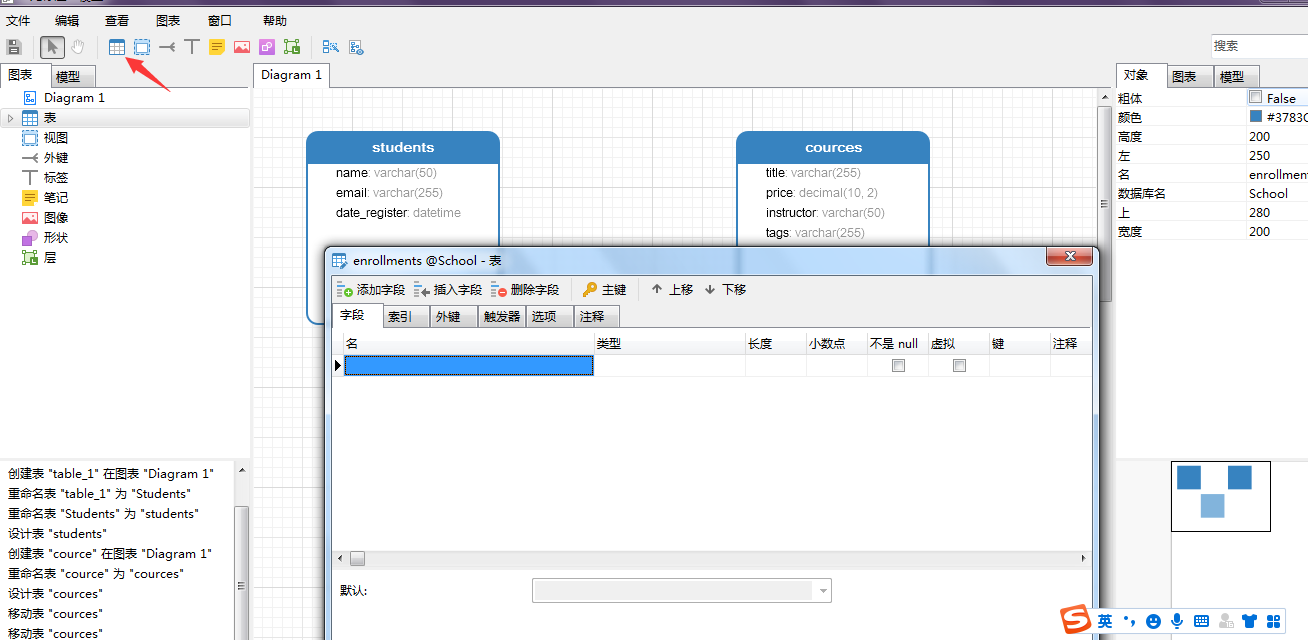 文件 编辑 查看 图表 窗口 帮助
搜索
图表 模型
Diagram 1
表
视图
外键
标签
笔记
图像
形状
层
创建表 "table_1" 在图表 "Diagram 1"
重命名表 "table_1" 为 "Students"
重命名表 "Students" 为 "students"
设计表 "students"
创建表 "cource" 在图表 "Diagram 1"
重命名表 "cource" 为 "cources"
设计表 "cources"
移动表 "cources"
移动表 "cources"
Diagram 1
students
name: varchar(50)
email: varchar(255)
date_register: datetime
cources
title: varchar(255)
price: decimal(10, 2)
instructor: varchar(50)
tags: varchar(255)
enrollments @School - 表
添加字段 插入字段 删除字段 主键 上移 下移
字段 索引 外键 触发器 选项 注释
名 类型 长度 小数点 不是 null 虚拟 键 注释
默认:
对象 图表 模型
粗体 False
颜色 #3783C
高度 200
左 250
名 enrollment
数据库名 School
上 280
宽度 200
S 英